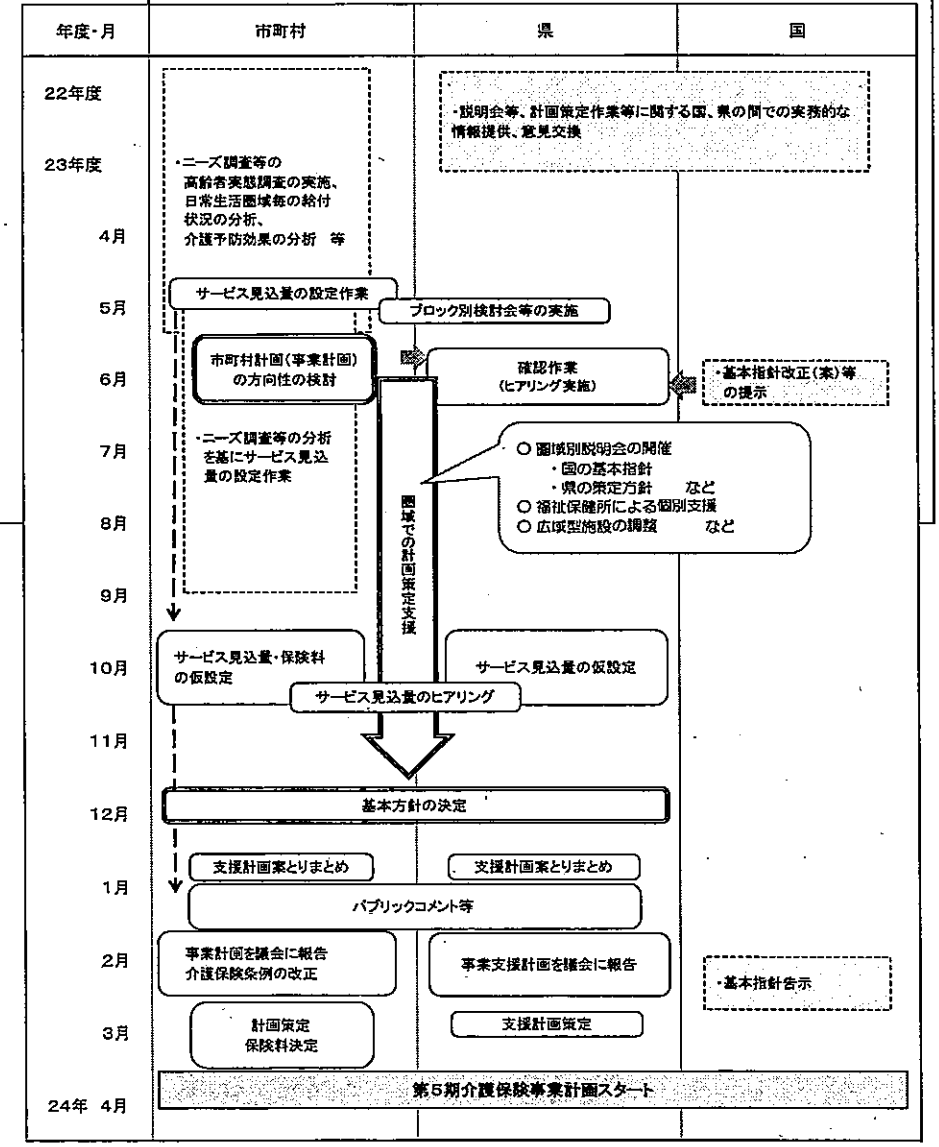 年度・月
市町村
県
国
22年度
・説明会等、計画策定作業等に関する国、県の間での実務的な
情報提供、意見交換
23年度
・ニーズ調査等の
高齢者実態調査の実施、
日常生活圏域毎の給付
状況の分析、
介護予防効果の分析　等
4月
サービス見込量の設定作業
5月
ブロック別検討会等の実施
市町村計画(事業計画)
の方向性の検討
確認作業
(ヒアリング実施)
6月
・基本指針改正(案)等
の提示
7月
・ニーズ調査等の分析
を基にサービス見込
量の設定作業
〇 圏域別説明会の開催
・国の基本指針
・県の策定方針　　など
〇 福祉保健所による個別支援
〇 広域型施設の調整　　など
圏域での計画策定支援
8月
9月
10月
サービス見込量・保険料
の仮設定
サービス見込量の仮設定
サービス見込量のヒアリング
11月
12月
基本方針の決定
支援計画案とりまとめ
支援計画案とりまとめ
1月
パブリックコメント等
2月
事業計画を議会に報告
介護保険条例の改正
事業支援計画を議会に報告
・基本指針告示
3月
計画策定
保険料決定
支援計画策定
第5期介護保険事業計画スタート
24年 4月